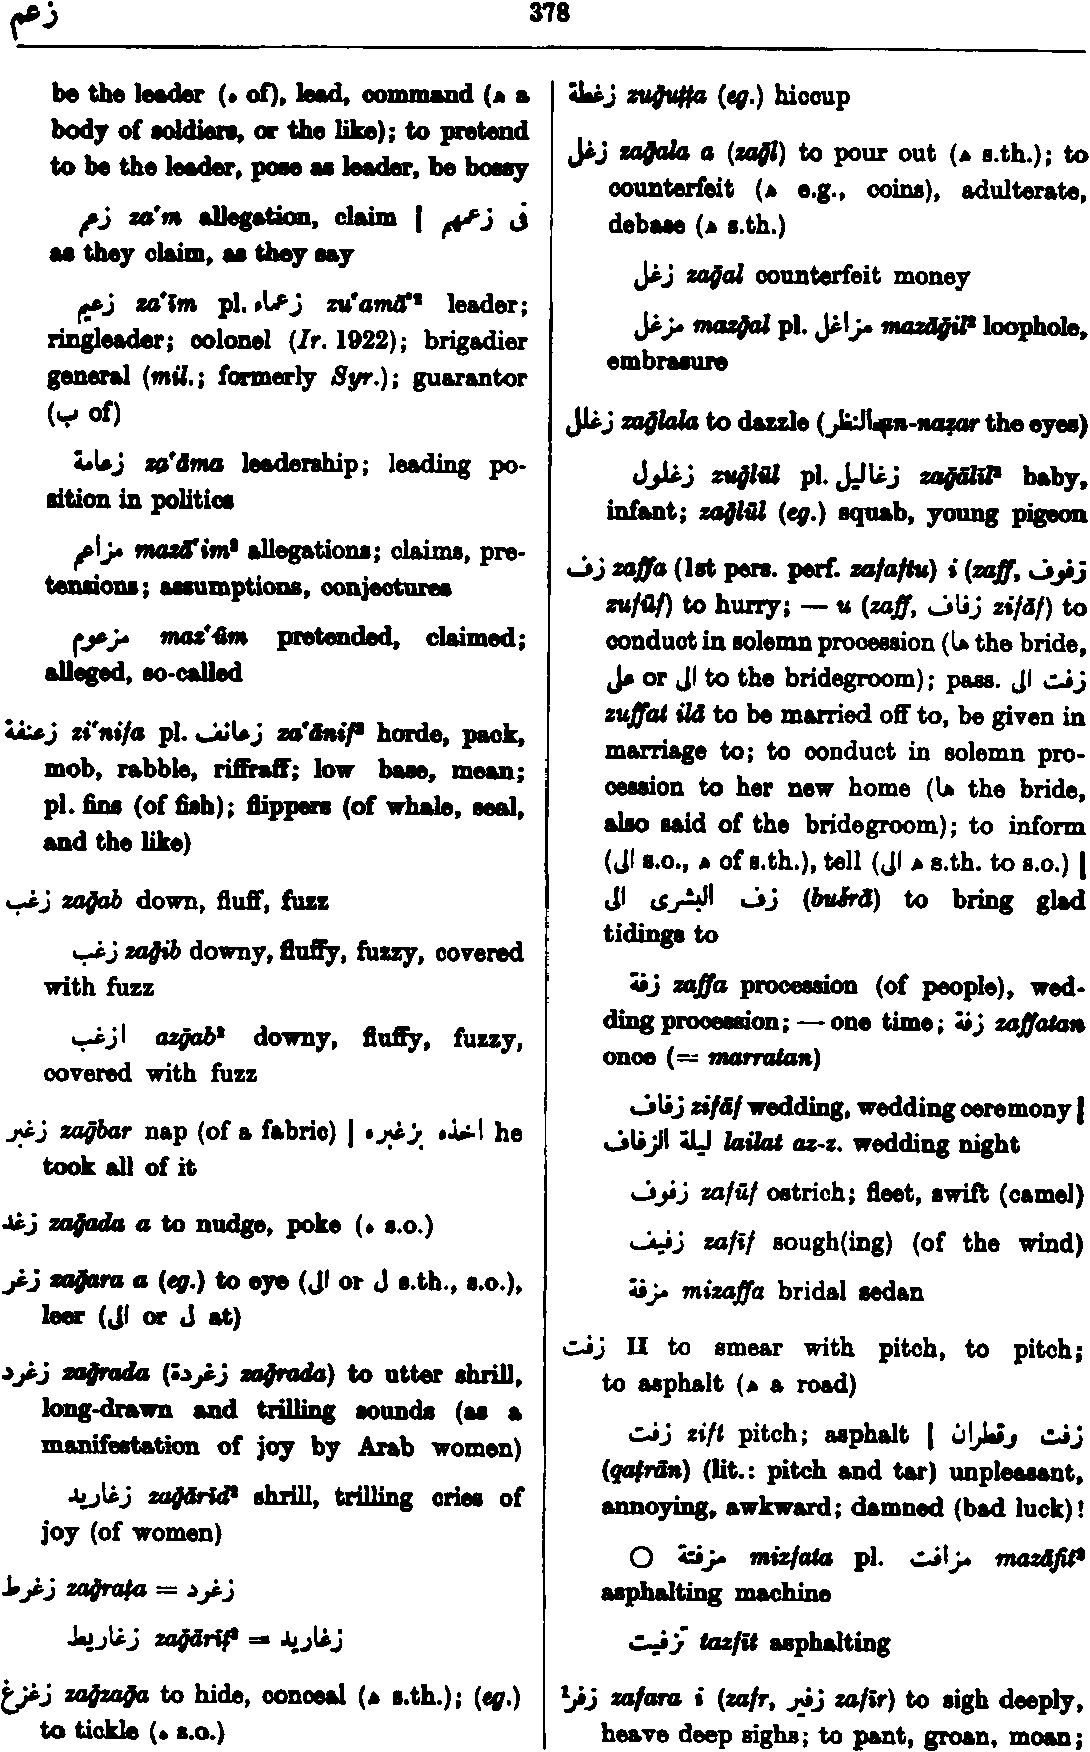 زعم
378
be the leader (ه of), lead, command (ه a
body of soldiers, or the like); to pretend
to be the leader, pose as leader, be bossy
زعم za‘m allegation, claim | فى زعمهم
as they claim, as they say
زعيم za‘īm pl. زعماء zu‘amā’² leader;
ringleader; colonel (Ir. 1922); brigadier
general (mil.; formerly Syr.); guarantor
(ب of)
زعامة za‘āma leadership; leading po-
sition in politics
مزاعم mazā‘im² allegations; claims, pre-
tensions; assumptions, conjectures
مزعوم maz‘ūm pretended, claimed;
alleged, so-called
زعنفة zi‘nifa pl. زعانف za‘ānif² horde, pack,
mob, rabble, riffraff; low base, mean;
pl. fins (of fish); flippers (of whale, seal,
and the like)
زغب zaḡab down, fluff, fuzz
زغب zaḡib downy, fluffy, fuzzy, covered
with fuzz
ازغب azḡab² downy, fluffy, fuzzy,
covered with fuzz
زغبر zaḡbar nap (of a fabric) | اخذه بزغبره he
took all of it
زغد zaḡada a to nudge, poke (ه s.o.)
زغر zaḡara a (eg.) to eye (الى or ل s.th., s.o.),
leer (الى or ل at)
زغرد zaḡrada (زغردة zaḡrada) to utter shrill,
long-drawn and trilling sounds (as a
manifestation of joy by Arab women)
زغاريد zaḡārīd² shrill, trilling cries of
joy (of women)
زغرط zaḡraṭa = زغرد
زغاريط zaḡārīṭ² = زغاريد
زغزغ zaḡzaḡa to hide, conceal (ه s.th.); (eg.)
to tickle (ه s.o.)
زغطة zuḡuṭṭa (eg.) hiccup
زغل zaḡala a (zaḡl) to pour out (ه s.th.); to
counterfeit (ه e.g., coins), adulterate,
debase (ه s.th.)
زغل zaḡal counterfeit money
مزغل mazḡal pl. مزاغل mazāḡil² loophole,
embrasure
زغلل zaḡlala to dazzle (بالنظر an-naẓar the eyes)
زغلول zuḡlūl pl. زغاليل zaḡālīl² baby,
infant; zaḡlūl (eg.) squab, young pigeon
زف zaffa (1st pers. perf. zafaftu) i (zaff, زفوف
zufūf) to hurry; — u (zaff, زفاف zifāf) to
conduct in solemn procession (ها the bride,
على or الى to the bridegroom); pass. زفت الى
zuffat ilā to be married off to, be given in
marriage to; to conduct in solemn pro-
cession to her new home (ها the bride,
also said of the bridegroom); to inform
(الى s.o., ه of s.th.), tell (ه الى s.th. to s.o.) |
زف البشرى الى (bušrā) to bring glad
tidings to
زفة zaffa procession (of people), wed-
ding procession; — one time; زفة zaffatan
once (= marratan)
زفاف zifāf wedding, wedding ceremony |
ليلة الزفاف lailat az-z. wedding night
زفوف zafūf ostrich; fleet, swift (camel)
زفيف zafīf sough(ing) (of the wind)
مزفة mizaffa bridal sedan
زفت II to smear with pitch, to pitch;
to asphalt (ه a road)
زفت zift pitch; asphalt | زفت وقطران
(qaṭrān) (lit.: pitch and tar) unpleasant,
annoying, awkward; damned (bad luck)!
○ مزفتة mizfata pl. مزافت mazāfit²
asphalting machine
تزفيت tazfīt asphalting
¹زفر zafara i (zafr, زفير zafīr) to sigh deeply,
heave deep sighs; to pant, groan, moan;